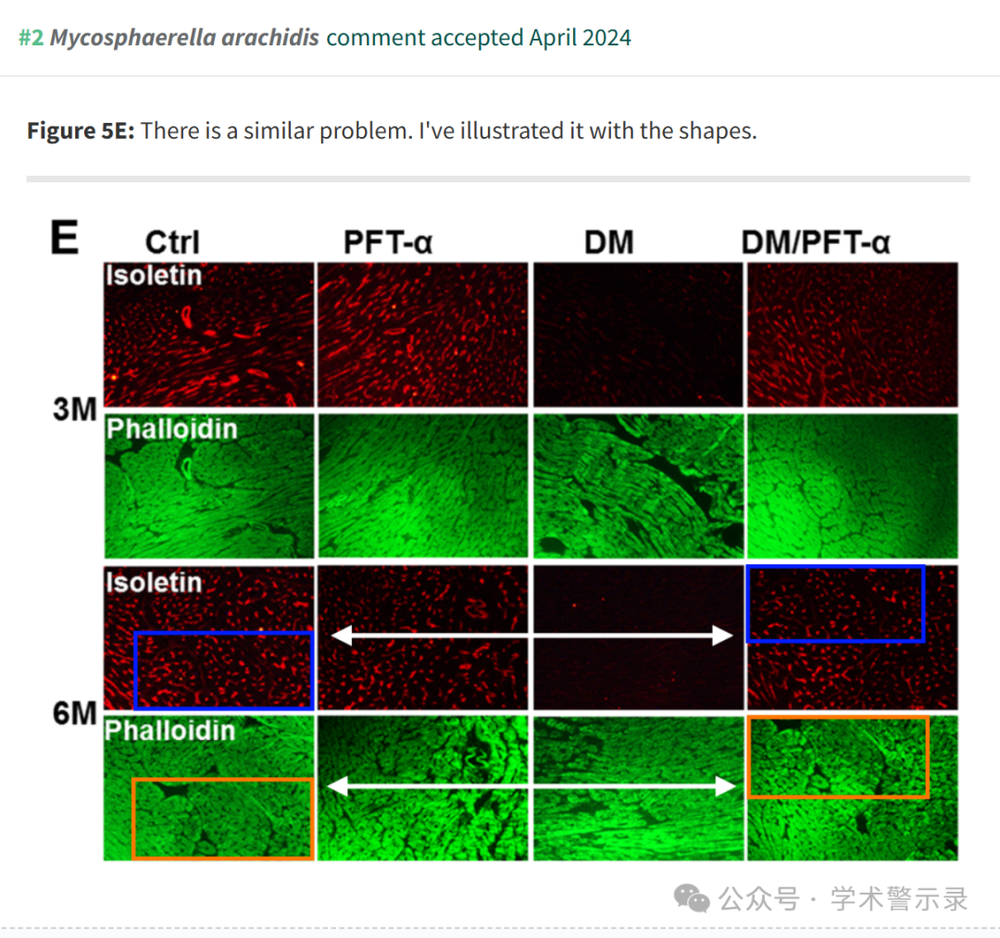 #2 Mycosphaerella arachidis comment accepted April 2024
Figure 5E: There is a similar problem. I've illustrated it with the shapes.
E Ctrl PFT-α DM DM/PFT-α
Isoletin
3M
Phalloidin
Isoletin
6M
Phalloidin
公众号 · 学术警示录